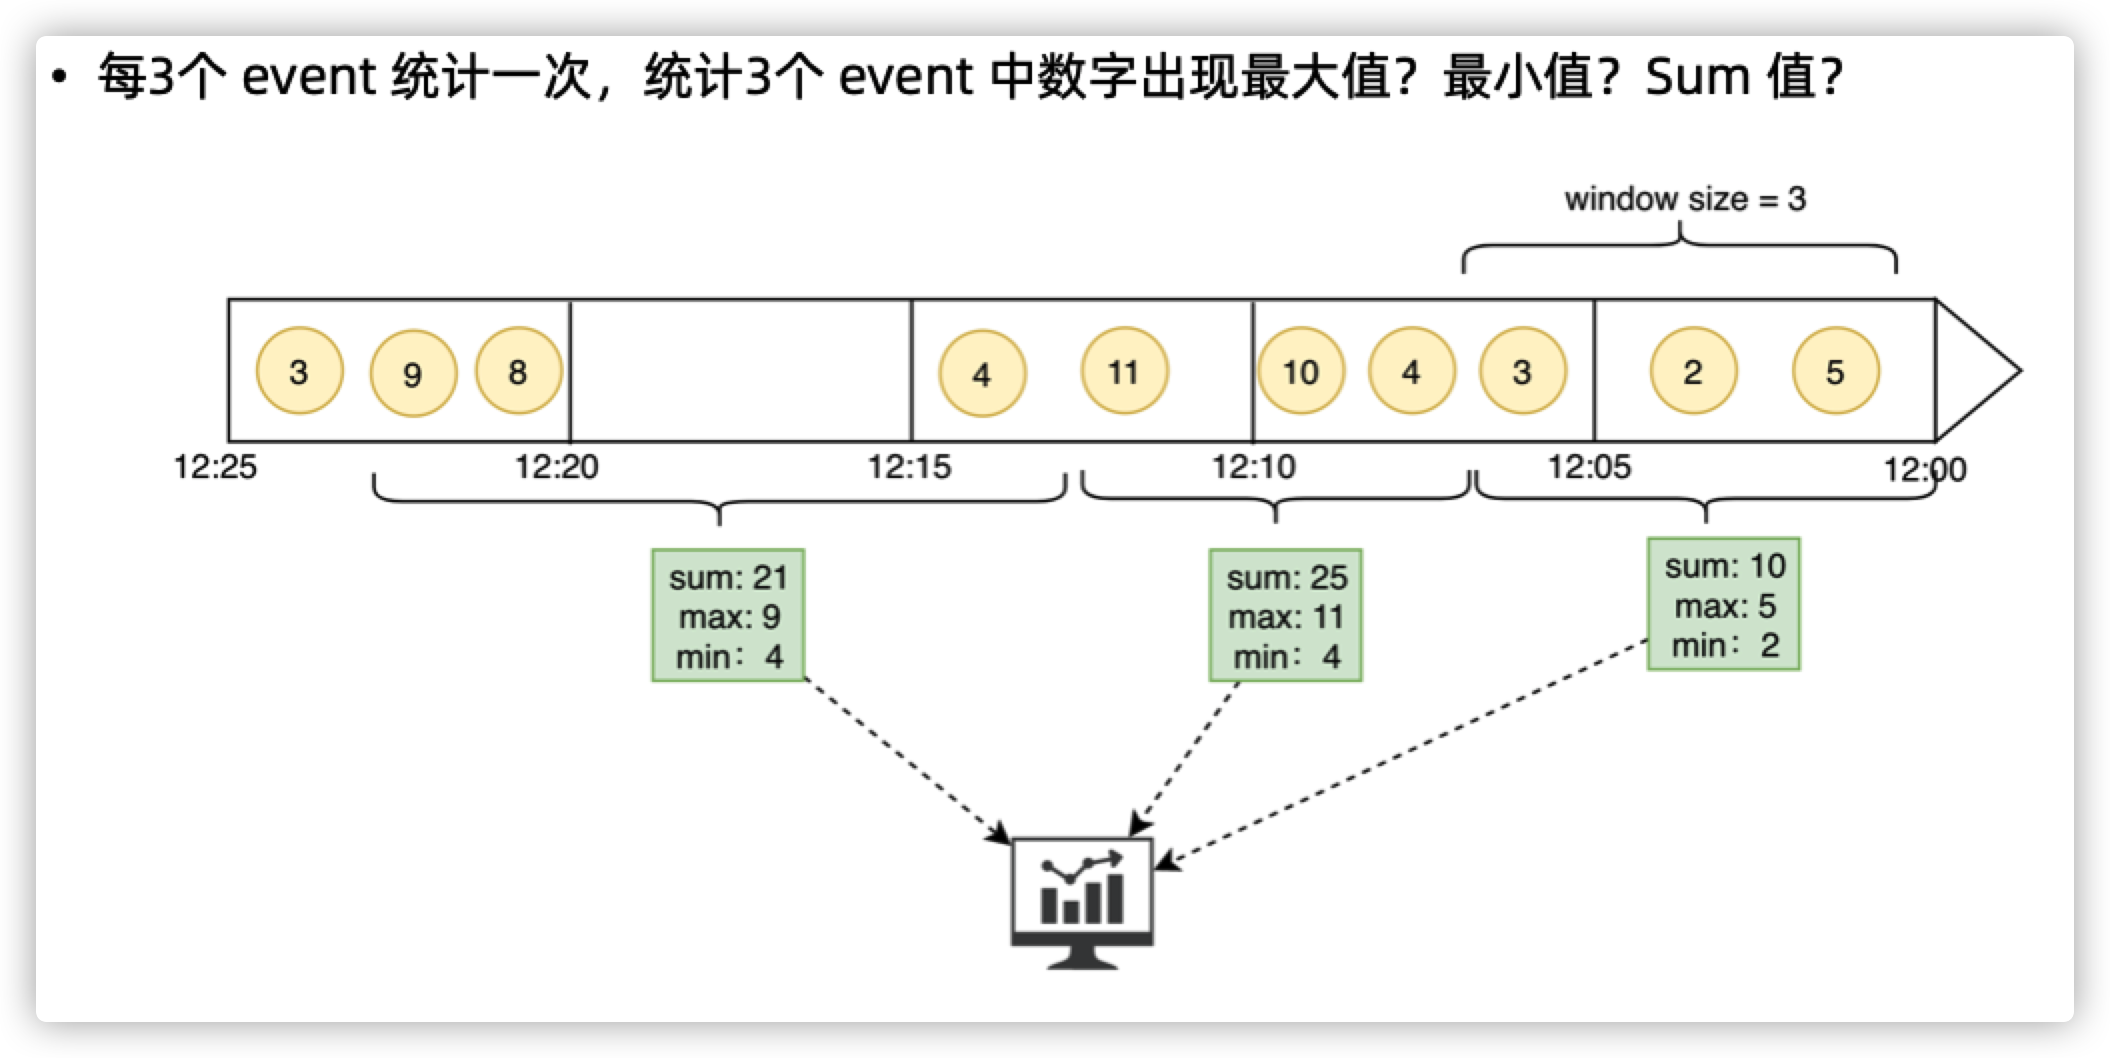 • 每3个 event 统计一次，统计3个 event 中数字出现最大值？最小值？Sum 值？
window size = 3
3 9 8 4 11 10 4 3 2 5
12:25 12:20 12:15 12:10 12:05 12:00
sum: 21
max: 9
min： 4
sum: 25
max: 11
min： 4
sum: 10
max: 5
min： 2